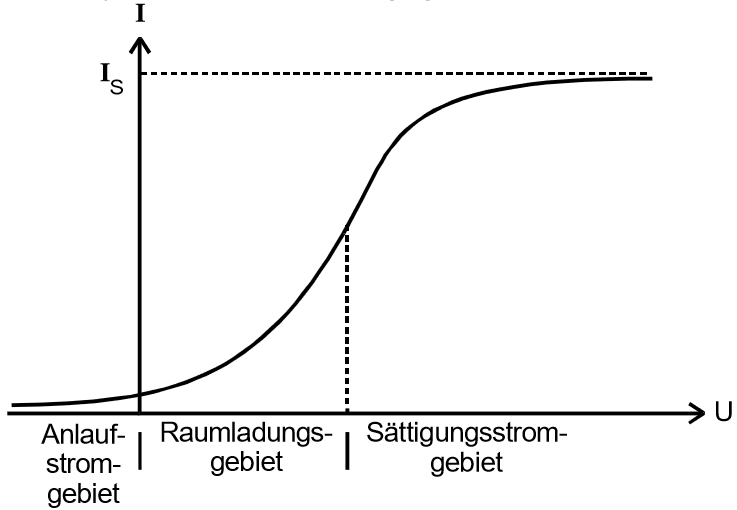 I
I_S
U
Anlauf-
strom-
gebiet
Raumladungs-
gebiet
Sättigungsstrom-
gebiet